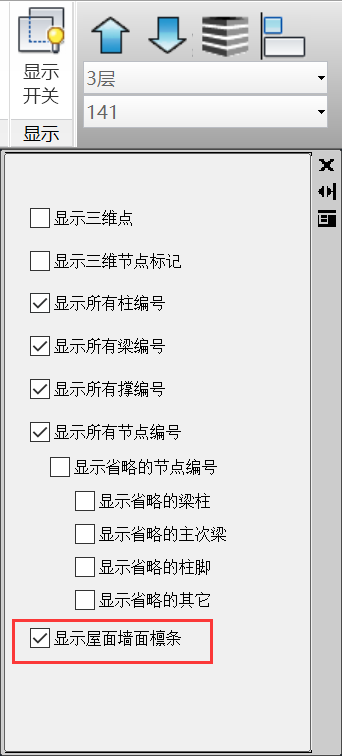 显示
开关
3层
141
显示
显示三维点
显示三维节点标记
显示所有柱编号
显示所有梁编号
显示所有撑编号
显示所有节点编号
显示省略的节点编号
显示省略的梁柱
显示省略的主次梁
显示省略的柱脚
显示省略的其它
显示屋面墙面檩条